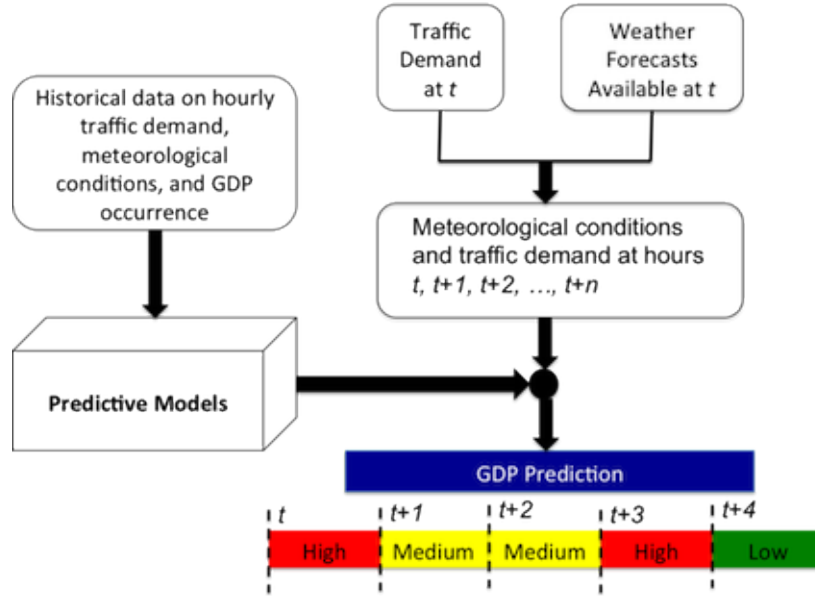 Traffic
Demand
at t
Weather
Forecasts
Available at t
Historical data on hourly
traffic demand,
meteorological
conditions, and GDP
occurrence
Meteorological conditions
and traffic demand at hours
t, t+1, t+2, …, t+n
Predictive Models
GDP Prediction
t t+1 t+2 t+3 t+4
High Medium Medium High Low